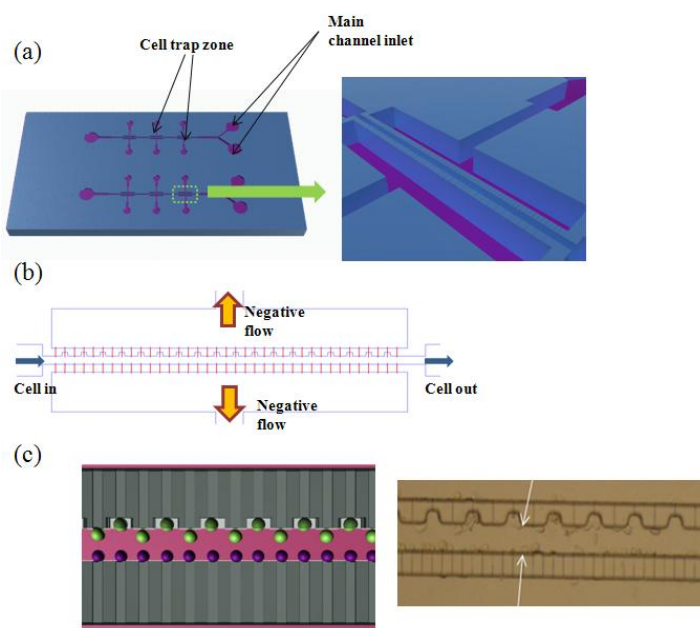 (a)
Cell trap zone
Main
channel inlet
(b)
Negative
flow
Cell in
Cell out
Negative
flow
(c)